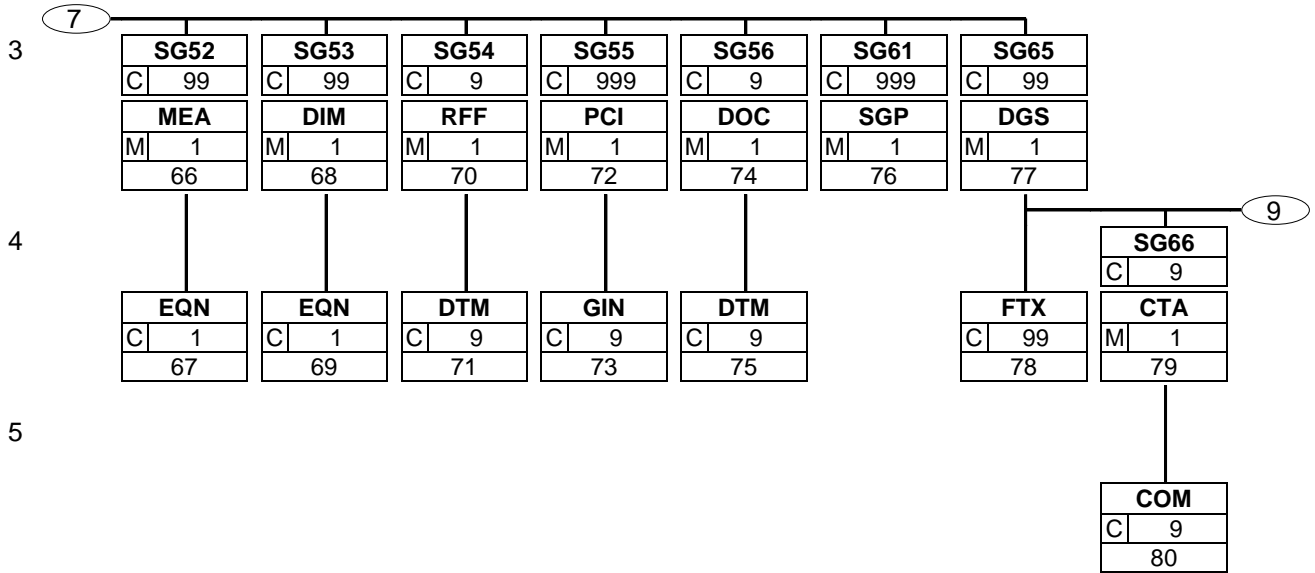 7
3
SG52 SG53 SG54 SG55 SG56 SG61 SG65
C 99 C 99 C 9 C 999 C 9 C 999 C 99
MEA DIM RFF PCI DOC SGP DGS
M 1 M 1 M 1 M 1 M 1 M 1 M 1
66 68 70 72 74 76 77
9
4
SG66
C 9
EQN EQN DTM GIN DTM FTX CTA
C 1 C 1 C 9 C 9 C 9 C 99 M 1
67 69 71 73 75 78 79
5
COM
C 9
80